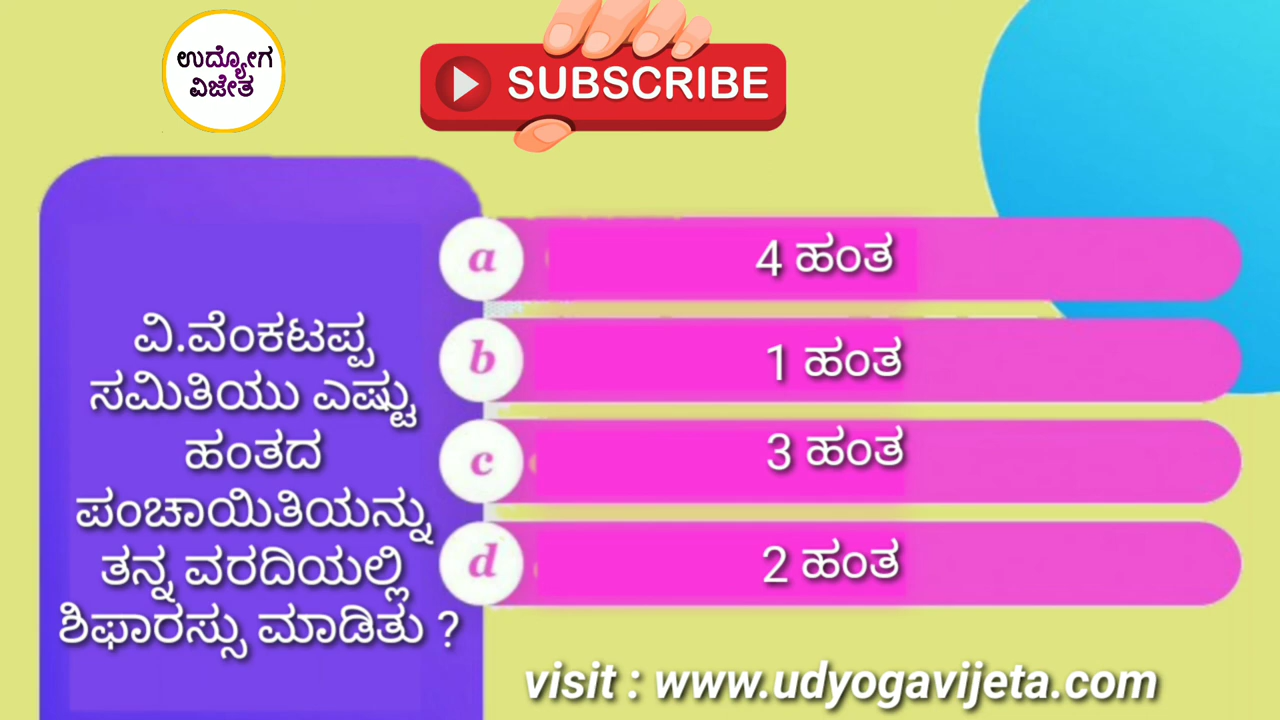 ಉದ್ಯೋಗ
ವಿಜೇತ
SUBSCRIBE
ವಿ.ವೆಂಕಟಪ್ಪ
ಸಮಿತಿಯು ಎಷ್ಟು
ಹಂತದ
ಪಂಚಾಯಿತಿಯನ್ನು
ತನ್ನ ವರದಿಯಲ್ಲಿ
ಶಿಫಾರಸ್ಸು ಮಾಡಿತು ?
a 4 ಹಂತ
b 1 ಹಂತ
c 3 ಹಂತ
d 2 ಹಂತ
visit : www.udyogavijeta.com